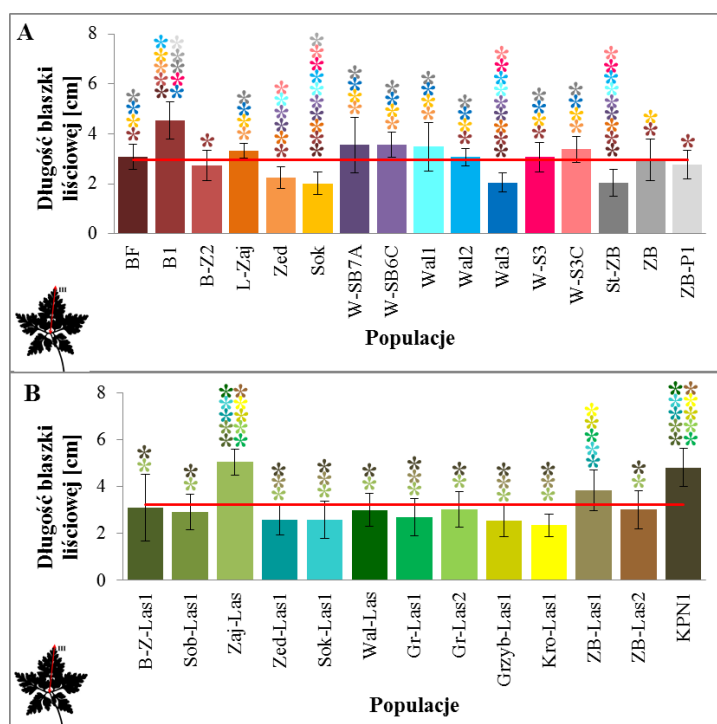 A
Długość blaszki
liściowej [cm]
8
6
4
2
0
BF
B1
B-Z2
L-Zaj
Zed
Sok
W-SB7A
W-SB6C
Wal1
Wal2
Wal3
W-S3
W-S3C
St-ZB
ZB
ZB-P1
III
Populacje
B
Długość blaszki
liściowej [cm]
8
6
4
2
0
B-Z-Las1
Sob-Las1
Zaj-Las
Zed-Las1
Sok-Las1
Wal-Las
Gr-Las1
Gr-Las2
Grzyb-Las1
Kro-Las1
ZB-Las1
ZB-Las2
KPN1
III
Populacje